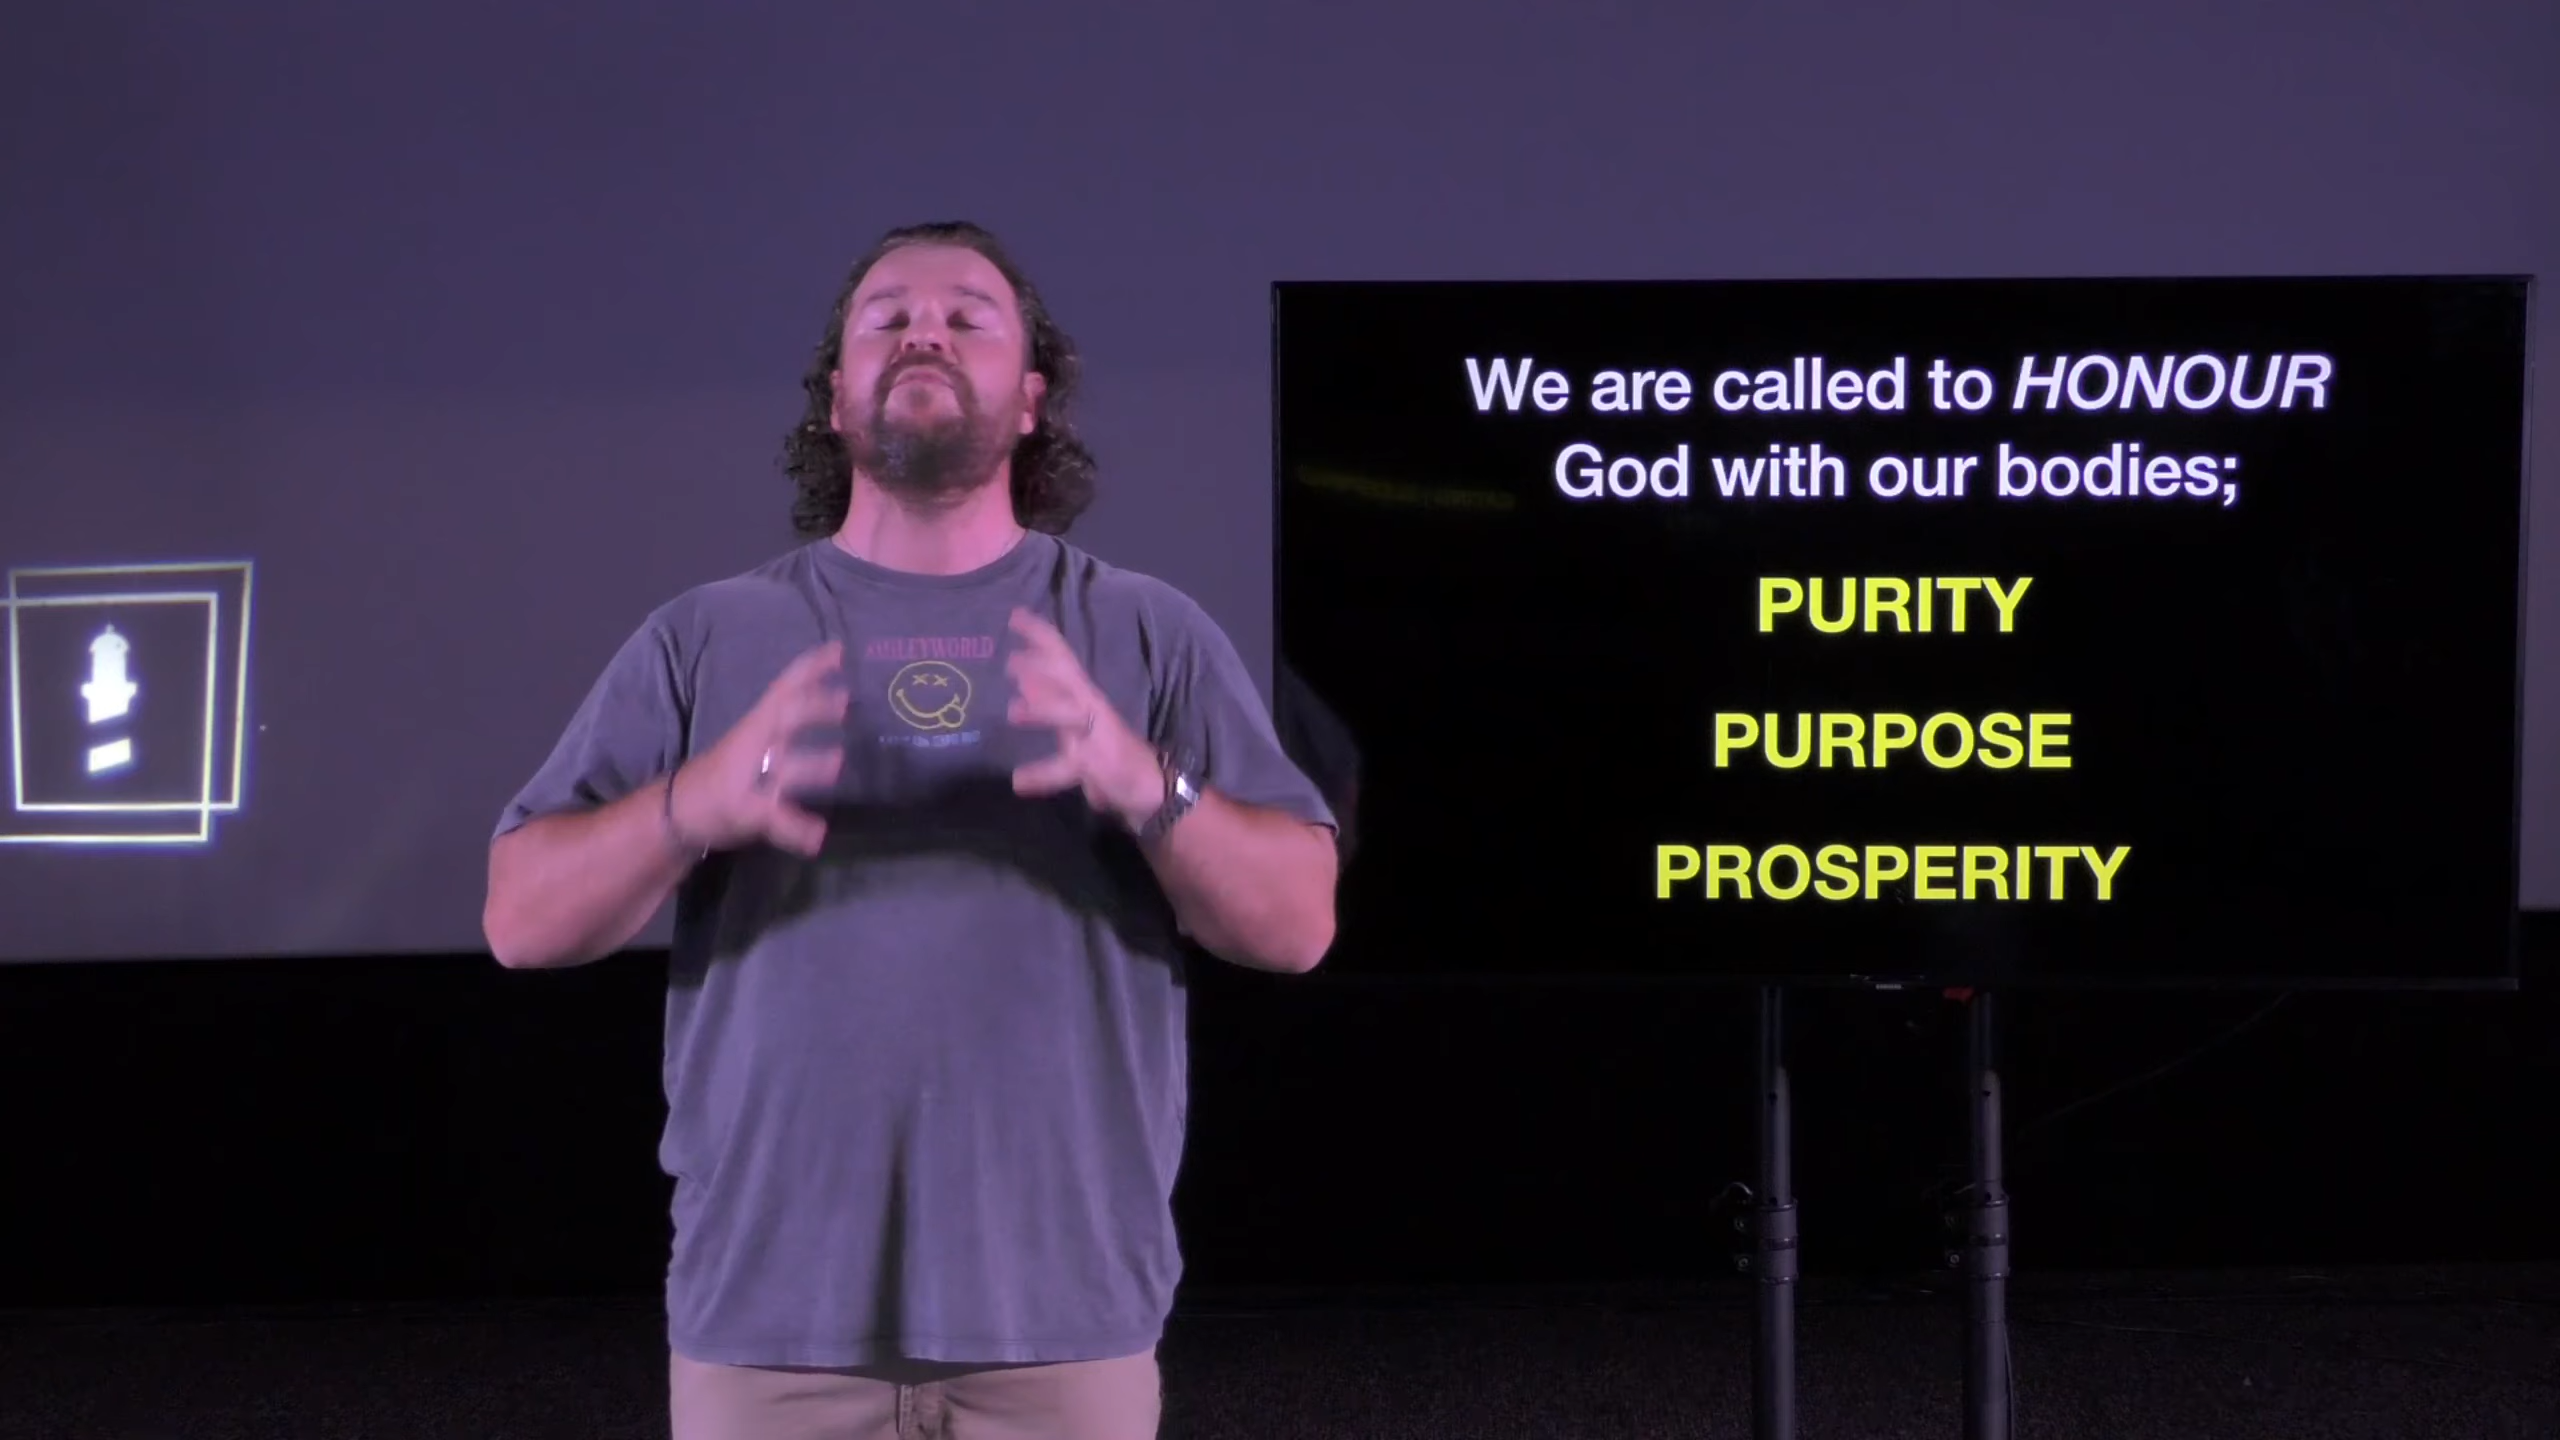 We are called to HONOUR
God with our bodies;
PURITY
PURPOSE
PROSPERITY